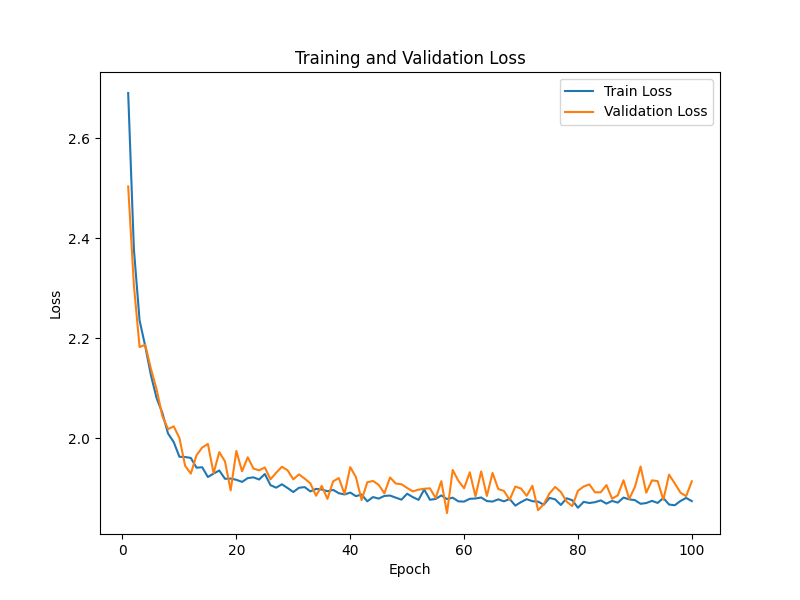 Training and Validation Loss
Train Loss
Validation Loss
2.6
2.4
2.2
2.0
Loss
0 20 40 60 80 100
Epoch